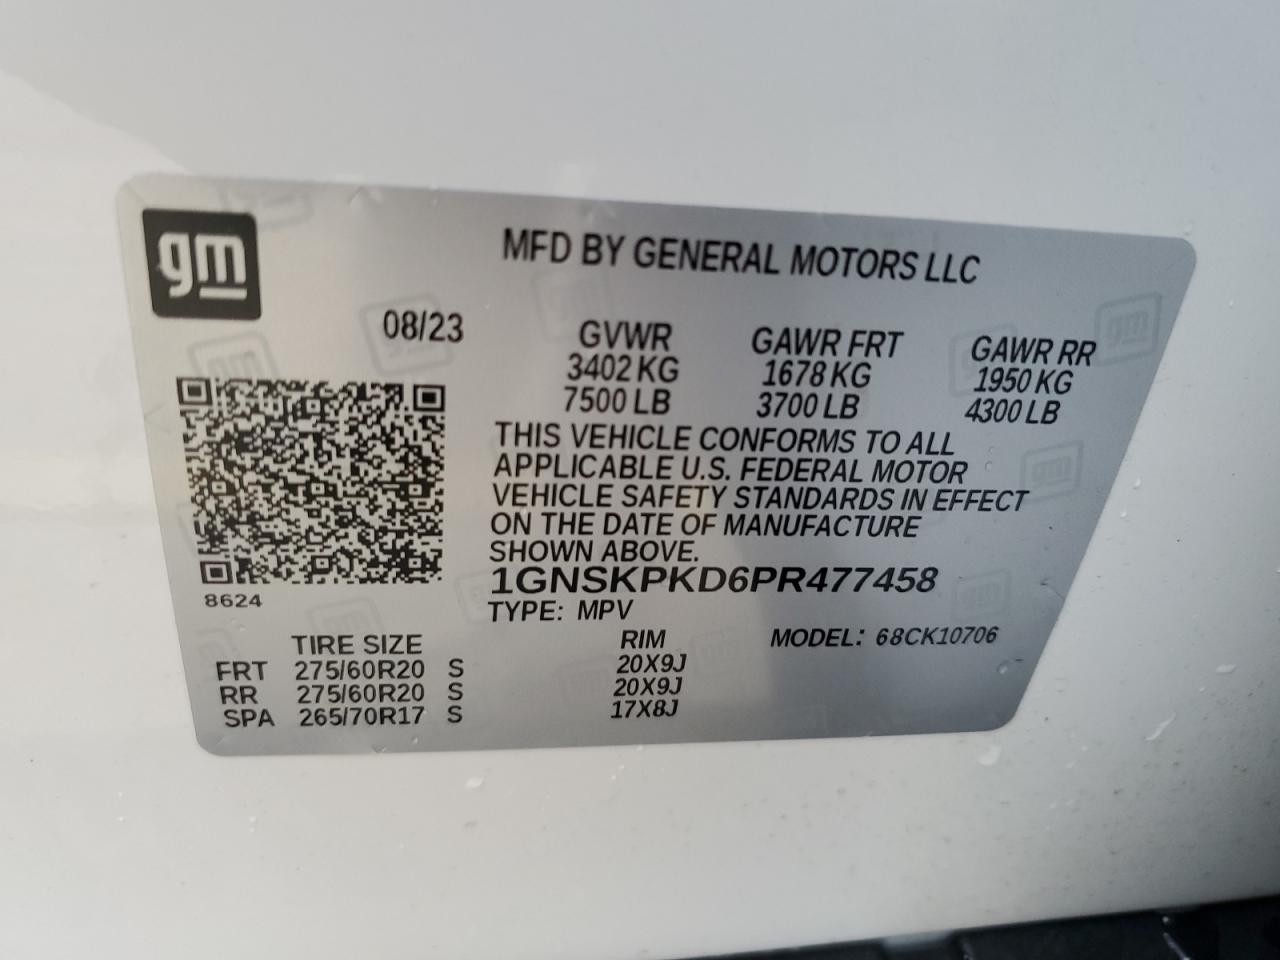 gm
MFD BY GENERAL MOTORS LLC
08/23
GVWR GAWR FRT GAWR RR
3402 KG 1678 KG 1950 KG
7500 LB 3700 LB 4300 LB
THIS VEHICLE CONFORMS TO ALL
APPLICABLE U.S. FEDERAL MOTOR
VEHICLE SAFETY STANDARDS IN EFFECT
ON THE DATE OF MANUFACTURE
SHOWN ABOVE.
1GNSKPKD6PR477458
8624
TYPE: MPV
TIRE SIZE RIM MODEL: 68CK10706
FRT 275/60R20 S 20X9J
RR 275/60R20 S 20X9J
SPA 265/70R17 S 17X8J